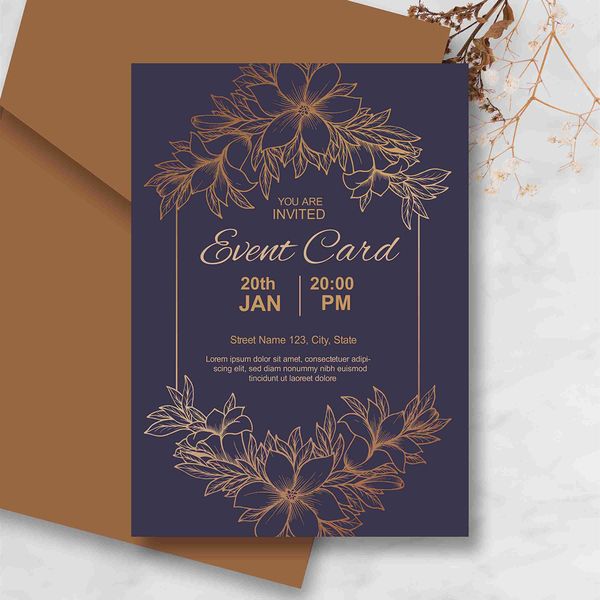 YOU ARE
INVITED
Event Card
20th 20:00
JAN PM
Street Name 123, City, State
Lorem ipsum dolor sit amet, consectetuer adipi-
scing elit, sed diam nonummy nibh euismod
tincidunt ut laoreet dolore